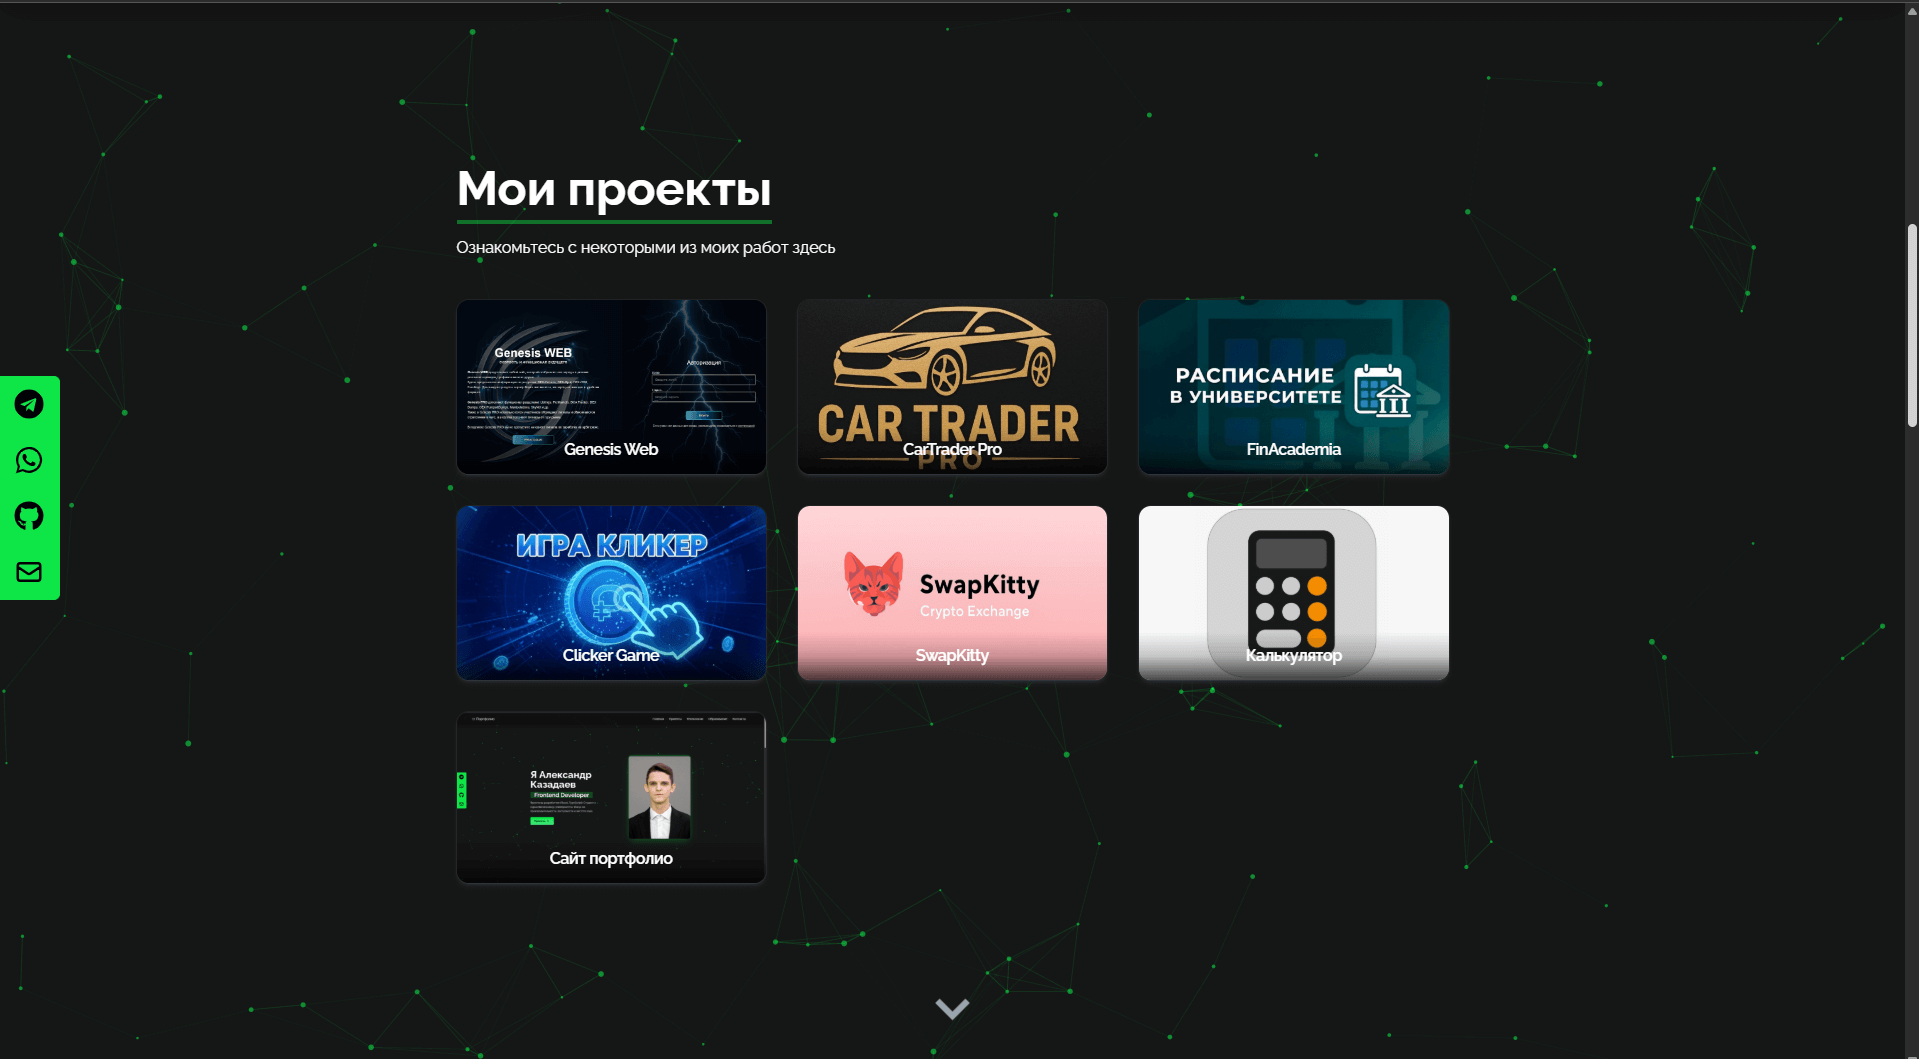 Мои проекты
Ознакомьтесь с некоторыми из моих работ здесь
Genesis WEB
Авторизация
Genesis Web
CAR TRADER
PRO
CarTrader Pro
РАСПИСАНИЕ
В УНИВЕРСИТЕТЕ
FinAcademia
ИГРА КЛИКЕР
Clicker Game
SwapKitty
Crypto Exchange
SwapKitty
Калькулятор
Я Александр
Казадаев
Frontend Developer
Сайт портфолио